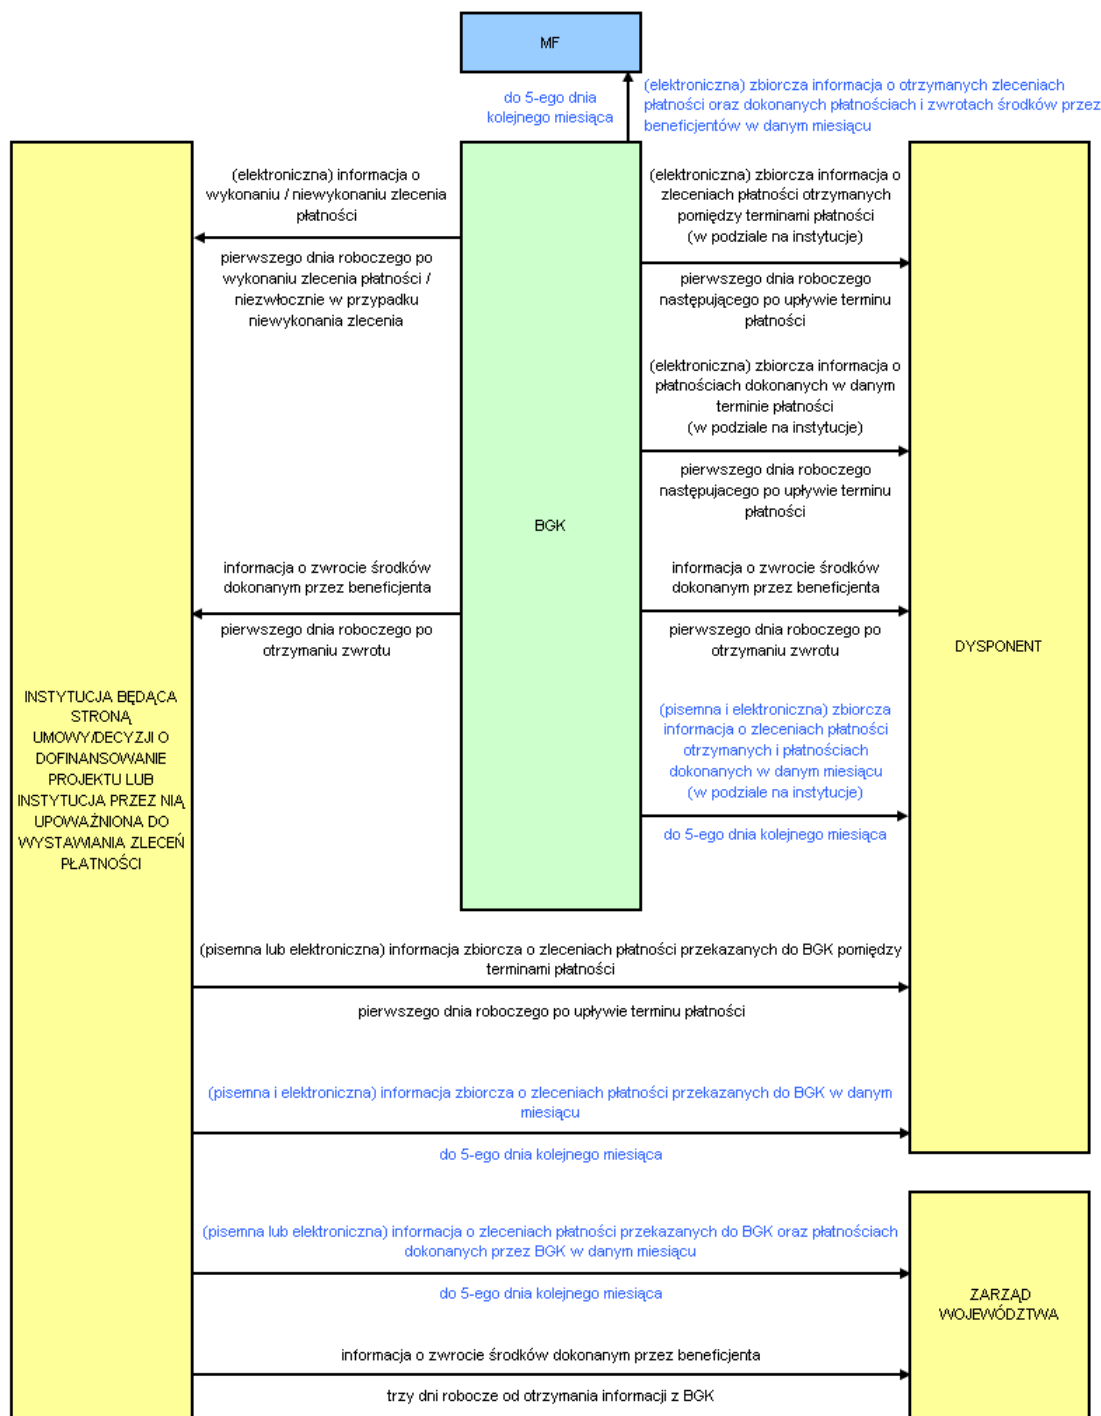 MF
do 5-ego dnia
kolejnego miesiąca
(elektroniczna) zbiorcza informacja o otrzymanych zleceniach
płatności oraz dokonanych płatnościach i zwrotach środków przez
beneficjentów w danym miesiącu
(elektroniczna) informacja o
wykonaniu / niewykonaniu zlecenia
płatności
pierwszego dnia roboczego po
wykonaniu zlecenia płatności /
niezwłocznie w przypadku
niewykonania zlecenia
(elektroniczna) zbiorcza informacja o
zleceniach płatności otrzymanych
pomiędzy terminami płatności
(w podziale na instytucje)
pierwszego dnia roboczego
następującego po upływie terminu
płatności
(elektroniczna) zbiorcza informacja o
płatnościach dokonanych w danym
terminie płatności
(w podziale na instytucje)
pierwszego dnia roboczego
następujacego po upływie terminu
płatności
BGK
informacja o zwrocie środków
dokonanym przez beneficjenta
pierwszego dnia roboczego po
otrzymaniu zwrotu
informacja o zwrocie środków
dokonanym przez beneficjenta
pierwszego dnia roboczego po
otrzymaniu zwrotu
DYSPONENT
INSTYTUCJA BĘDĄCA
STRONĄ
UMOWY/DECYZJI O
DOFINANSOWANIE
PROJEKTU LUB
INSTYTUCJA PRZEZ NIĄ
UPOWAŻNIONA DO
WYSTAWIANIA ZLECEŃ
PŁATNOŚCI
(pisemna i elektroniczna) zbiorcza
informacja o zleceniach płatności
otrzymanych i płatnościach
dokonanych w danym miesiącu
(w podziale na instytucje)
do 5-ego dnia kolejnego miesiąca
(pisemna lub elektroniczna) informacja zbiorcza o zleceniach płatności przekazanych do BGK pomiędzy
terminami płatności
pierwszego dnia roboczego po upływie terminu płatności
(pisemna i elektroniczna) informacja zbiorcza o zleceniach płatności przekazanych do BGK w danym
miesiącu
do 5-ego dnia kolejnego miesiąca
(pisemna lub elektroniczna) informacja o zleceniach płatności przekazanych do BGK oraz płatnościach
dokonanych przez BGK w danym miesiącu
do 5-ego dnia kolejnego miesiąca
ZARZĄD
WOJEWÓDZTWA
informacja o zwrocie środków dokonanym przez beneficjenta
trzy dni robocze od otrzymania informacji z BGK